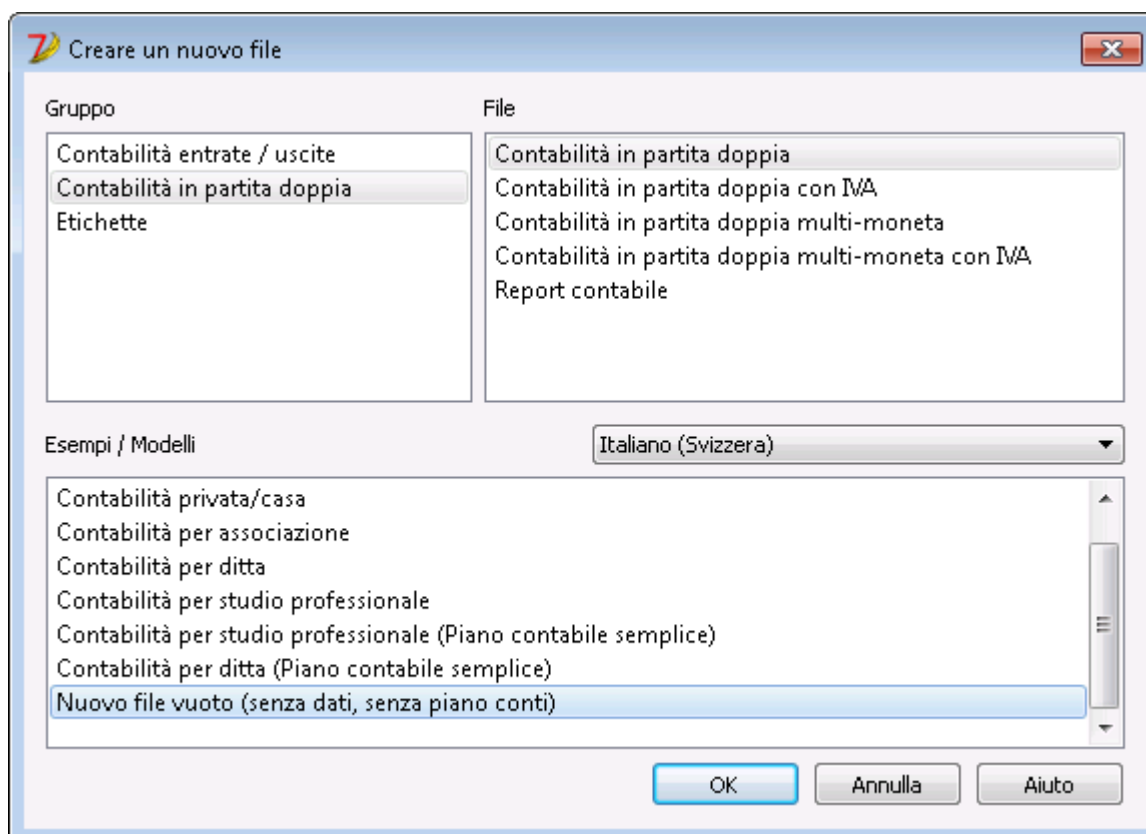 Creare un nuovo file
Gruppo
Contabilità entrate / uscite
Contabilità in partita doppia
Etichette
File
Contabilità in partita doppia
Contabilità in partita doppia con IVA
Contabilità in partita doppia multi-moneta
Contabilità in partita doppia multi-moneta con IVA
Report contabile
Esempi / Modelli
Italiano (Svizzera)
Contabilità privata/casa
Contabilità per associazione
Contabilità per ditta
Contabilità per studio professionale
Contabilità per studio professionale (Piano contabile semplice)
Contabilità per ditta (Piano contabile semplice)
Nuovo file vuoto (senza dati, senza piano conti)
OK
Annulla
Aiuto